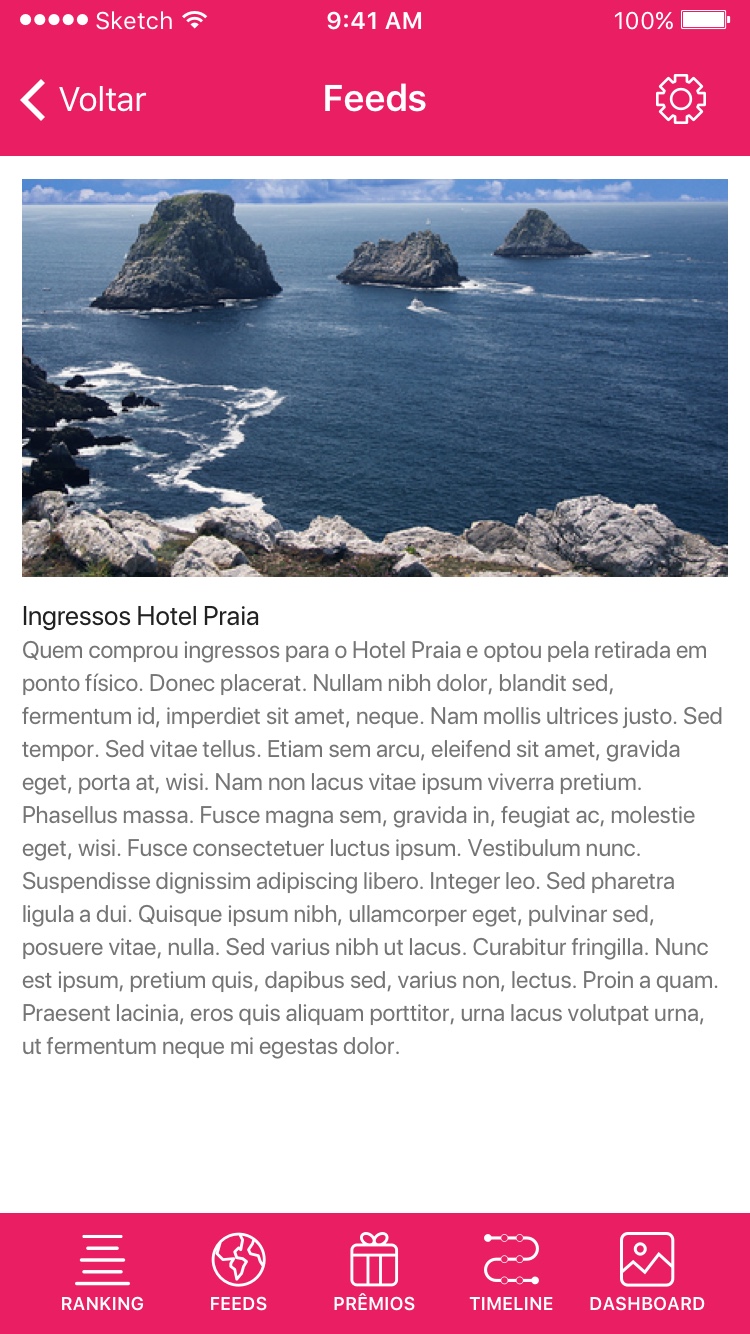 Sketch 9:41 AM 100%
Voltar Feeds
Ingressos Hotel Praia
Quem comprou ingressos para o Hotel Praia e optou pela retirada em
ponto físico. Donec placerat. Nullam nibh dolor, blandit sed,
fermentum id, imperdiet sit amet, neque. Nam mollis ultrices justo. Sed
tempor. Sed vitae tellus. Etiam sem arcu, eleifend sit amet, gravida
eget, porta at, wisi. Nam non lacus vitae ipsum viverra pretium.
Phasellus massa. Fusce magna sem, gravida in, feugiat ac, molestie
eget, wisi. Fusce consectetuer luctus ipsum. Vestibulum nunc.
Suspendisse dignissim adipiscing libero. Integer leo. Sed pharetra
ligula a dui. Quisque ipsum nibh, ullamcorper eget, pulvinar sed,
posuere vitae, nulla. Sed varius nibh ut lacus. Curabitur fringilla. Nunc
est ipsum, pretium quis, dapibus sed, varius non, lectus. Proin a quam.
Praesent lacinia, eros quis aliquam porttitor, urna lacus volutpat urna,
ut fermentum neque mi egestas dolor.
RANKING FEEDS PRÊMIOS TIMELINE DASHBOARD